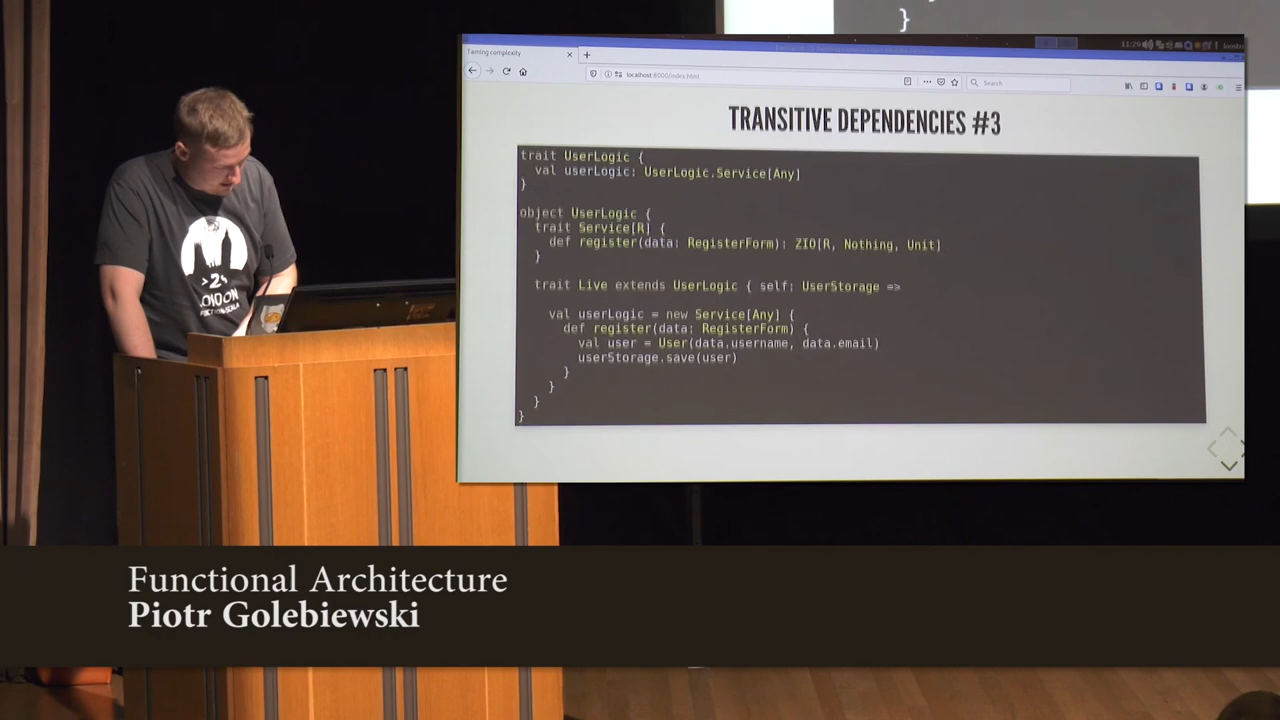 }
Taming complexity
11:29
localhost:8000/index.html
Search
TRANSITIVE DEPENDENCIES #3
trait UserLogic {
val userLogic: UserLogic.Service[Any]
}
object UserLogic {
trait Service[R] {
def register(data: RegisterForm): ZIO[R, Nothing, Unit]
}
trait Live extends UserLogic { self: UserStorage =>
val userLogic = new Service[Any] {
def register(data: RegisterForm) {
val user = User(data.username, data.email)
userStorage.save(user)
}
}
}
}
LONDON
Functional Architecture
Piotr Golebiewski